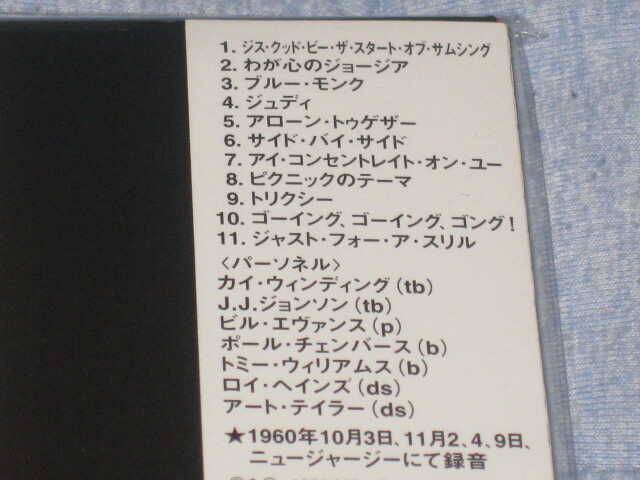 1. ジス・クッド・ビー・ザ・スタート・オブ・サムシング
2. わが心のジョージア
3. ブルー・モンク
4. ジュディ
5. アローン・トゥゲザー
6. サイド・バイ・サイド
7. アイ・コンセントレイト・オン・ユー
8. ピクニックのテーマ
9. トリクシー
10. ゴーイング、ゴーイング、ゴング!
11. ジャスト・フォー・ア・スリル
〈パーソネル〉
カイ・ウィンディング(tb)
J.J.ジョンソン(tb)
ビル・エヴァンス(p)
ポール・チェンバース(b)
トミー・ウィリアムス(b)
ロイ・ヘインズ(ds)
アート・テイラー(ds)
★1960年10月3日、11月2、4、9日、
ニュージャージーにて録音